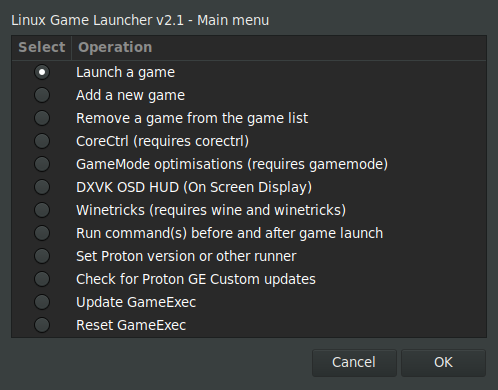 Linux Game Launcher v2.1 - Main menu
Select Operation
Launch a game
Add a new game
Remove a game from the game list
CoreCtrl (requires corectrl)
GameMode optimisations (requires gamemode)
DXVK OSD HUD (On Screen Display)
Winetricks (requires wine and winetricks)
Run command(s) before and after game launch
Set Proton version or other runner
Check for Proton GE Custom updates
Update GameExec
Reset GameExec
Cancel OK